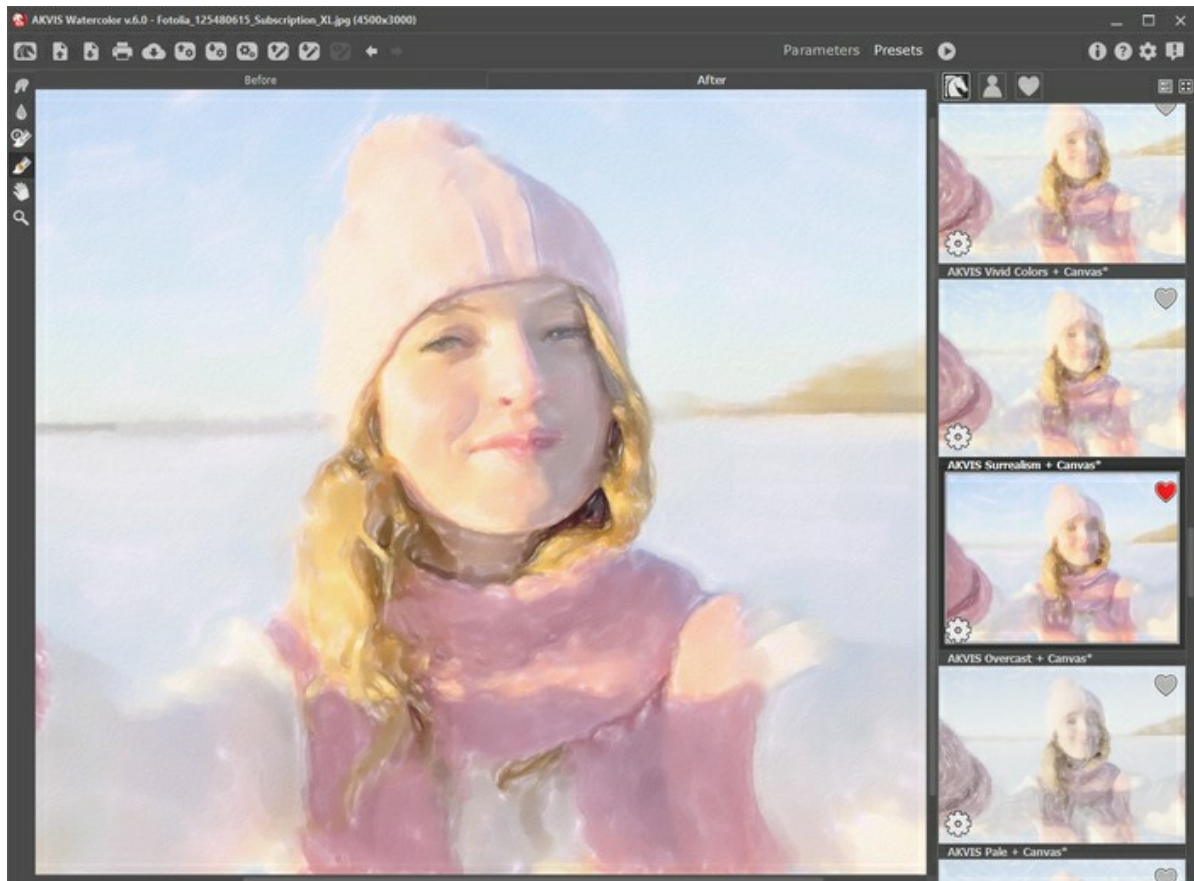 AKVIS Watercolor v.6.0 - Fotolia_125480615_Subscription_XL.jpg (4500x3000)
Parameters Presets
Before After
AKVIS Vivid Colors + Canvas*
AKVIS Surrealism + Canvas*
AKVIS Overcast + Canvas*
AKVIS Pale + Canvas*